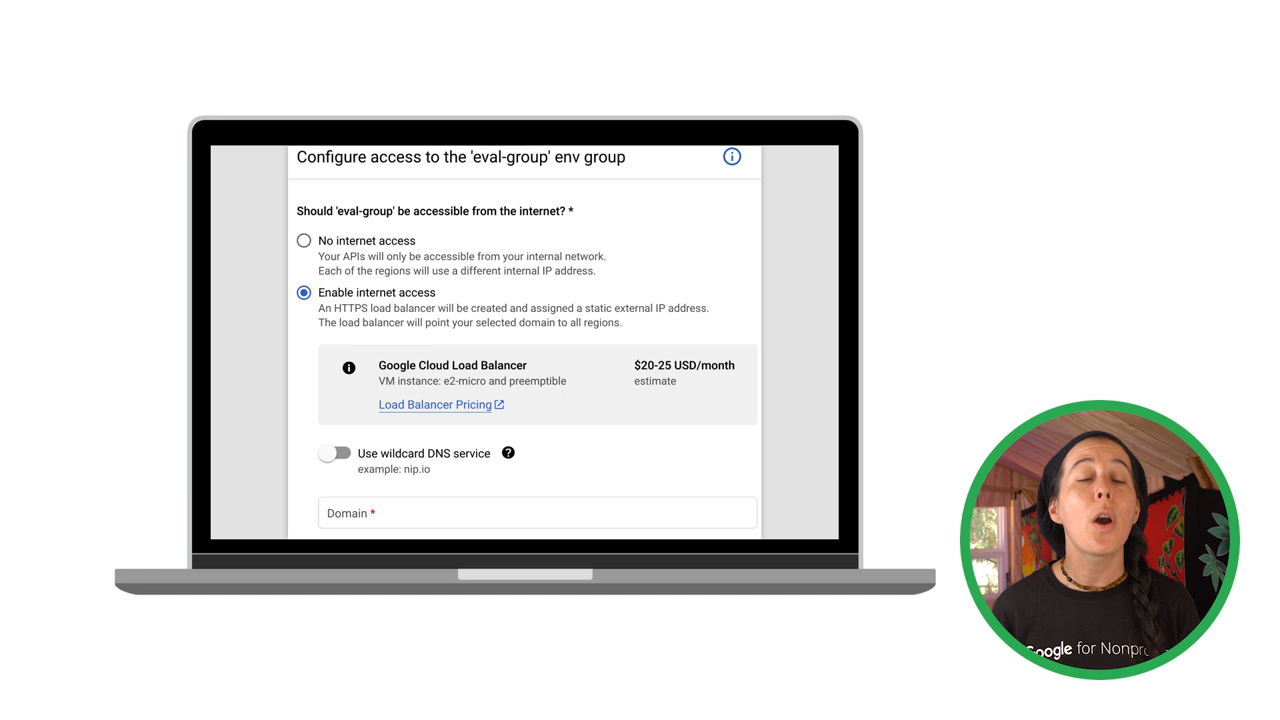 Configure access to the 'eval-group' env group
Should 'eval-group' be accessible from the internet? *
No internet access
Your APIs will only be accessible from your internal network.
Each of the regions will use a different internal IP address.
Enable internet access
An HTTPS load balancer will be created and assigned a static external IP address.
The load balancer will point your selected domain to all regions.
Google Cloud Load Balancer $20-25 USD/month
VM instance: e2-micro and preemptible estimate
Load Balancer Pricing
Use wildcard DNS service
example: nip.io
Domain *
Google for Nonpr